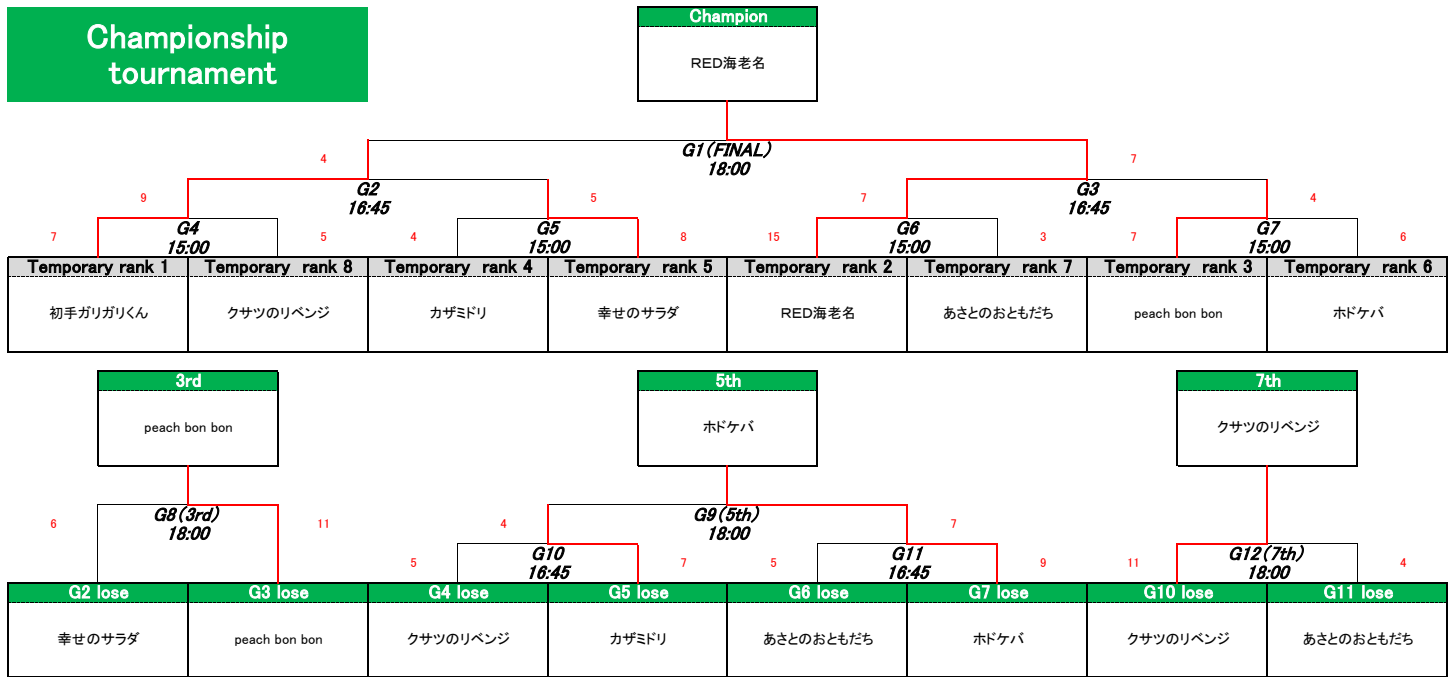 Championship
tournament
Champion
RED海老名
G1(FINAL)
18:00
4
7
G2
16:45
G3
16:45
9
5
7
4
G4
15:00
G5
15:00
G6
15:00
G7
15:00
7
5
4
8
15
3
7
6
Temporary rank 1
Temporary rank 8
Temporary rank 4
Temporary rank 5
Temporary rank 2
Temporary rank 7
Temporary rank 3
Temporary rank 6
初手ガリガリくん
クサツのリベンジ
カザミドリ
幸せのサラダ
RED海老名
あさとのおともだち
peach bon bon
ホドケバ
3rd
5th
7th
peach bon bon
ホドケバ
クサツのリベンジ
G8(3rd)
18:00
G9(5th)
18:00
6
11
4
7
G10
16:45
G11
16:45
G12(7th)
18:00
5
7
5
9
11
4
G2 lose
G3 lose
G4 lose
G5 lose
G6 lose
G7 lose
G10 lose
G11 lose
幸せのサラダ
peach bon bon
クサツのリベンジ
カザミドリ
あさとのおともだち
ホドケバ
クサツのリベンジ
あさとのおともだち